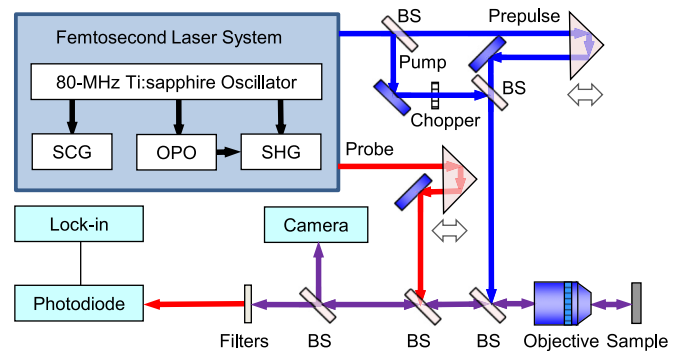 BS
Prepulse
Femtosecond Laser System
Pump
BS
80-MHz Ti:sapphire Oscillator
Chopper
SCG
OPO
SHG
Probe
Lock-in
Camera
Photodiode
Filters
BS
BS
BS
Objective
Sample